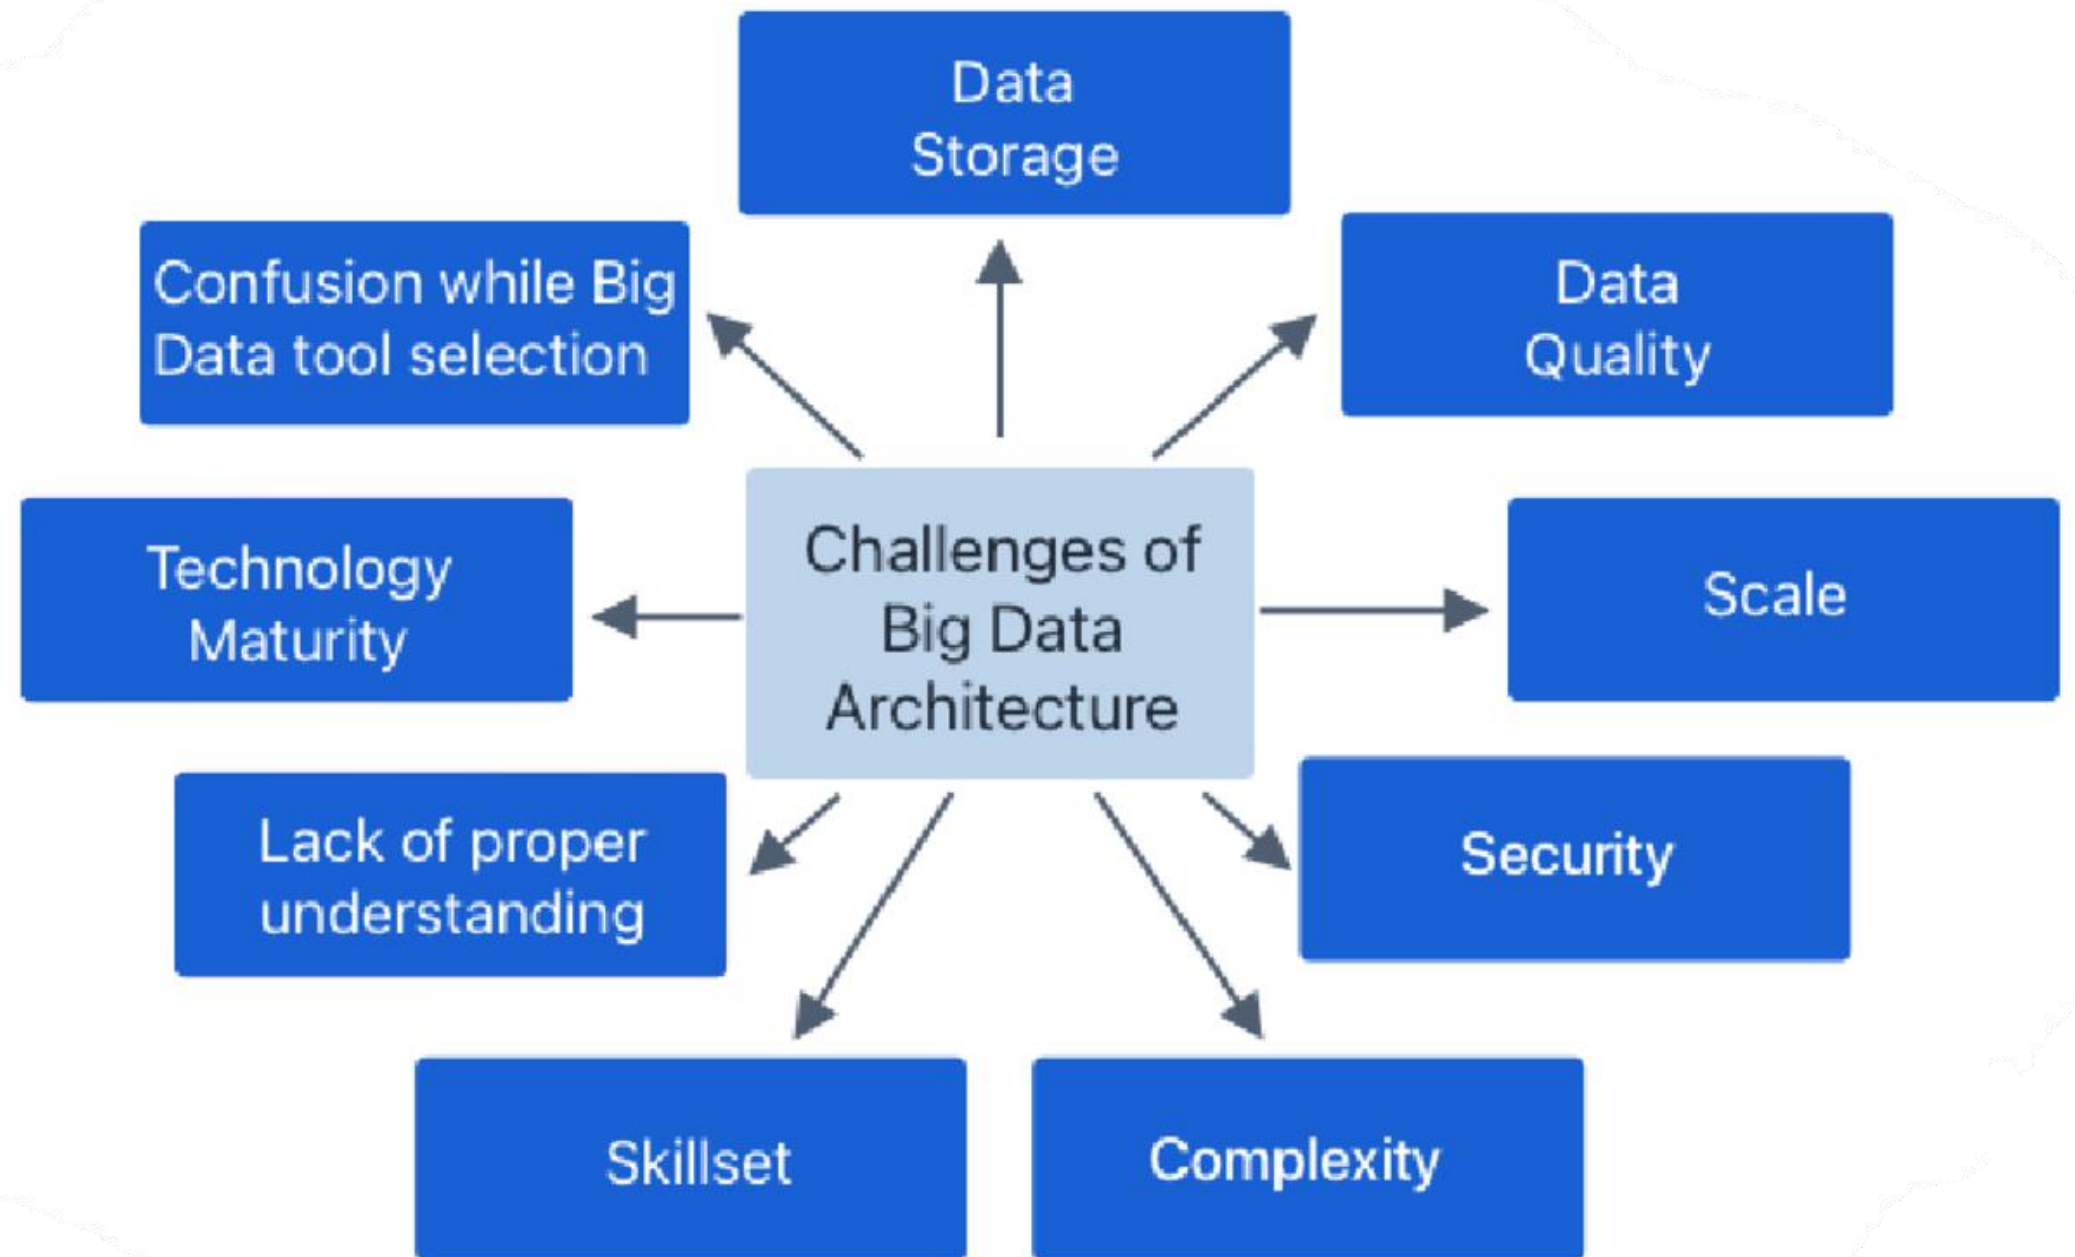 Data
Storage
Confusion while Big
Data tool selection
Data
Quality
Challenges of
Big Data
Architecture
Technology
Maturity
Scale
Lack of proper
understanding
Security
Skillset
Complexity